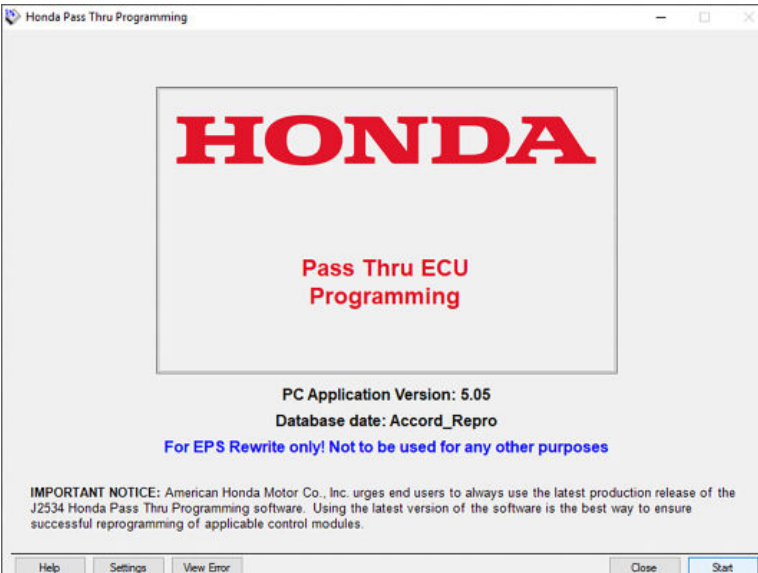 Honda Pass Thru Programming
HONDA
Pass Thru ECU
Programming
PC Application Version: 5.05
Database date: Accord_Repro
For EPS Rewrite only! Not to be used for any other purposes
IMPORTANT NOTICE: American Honda Motor Co., Inc. urges end users to always use the latest production release of the
J2534 Honda Pass Thru Programming software. Using the latest version of the software is the best way to ensure
successful reprogramming of applicable control modules.
Help Settings View Error Close Start